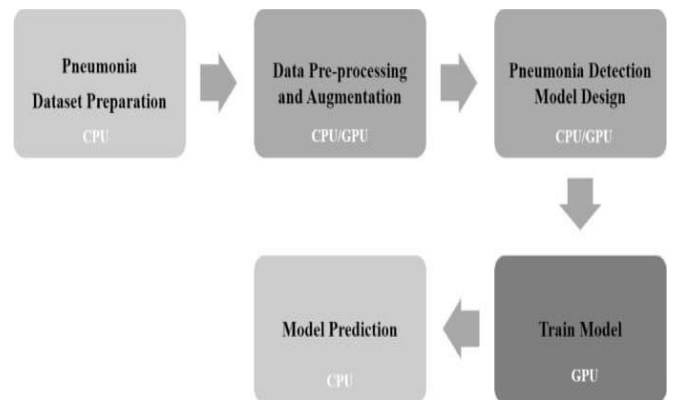 Pneumonia
Dataset Preparation
CPU
Data Pre-processing
and Augmentation
CPU/GPU
Pneumonia Detection
Model Design
CPU/GPU
Train Model
GPU
Model Prediction
CPU